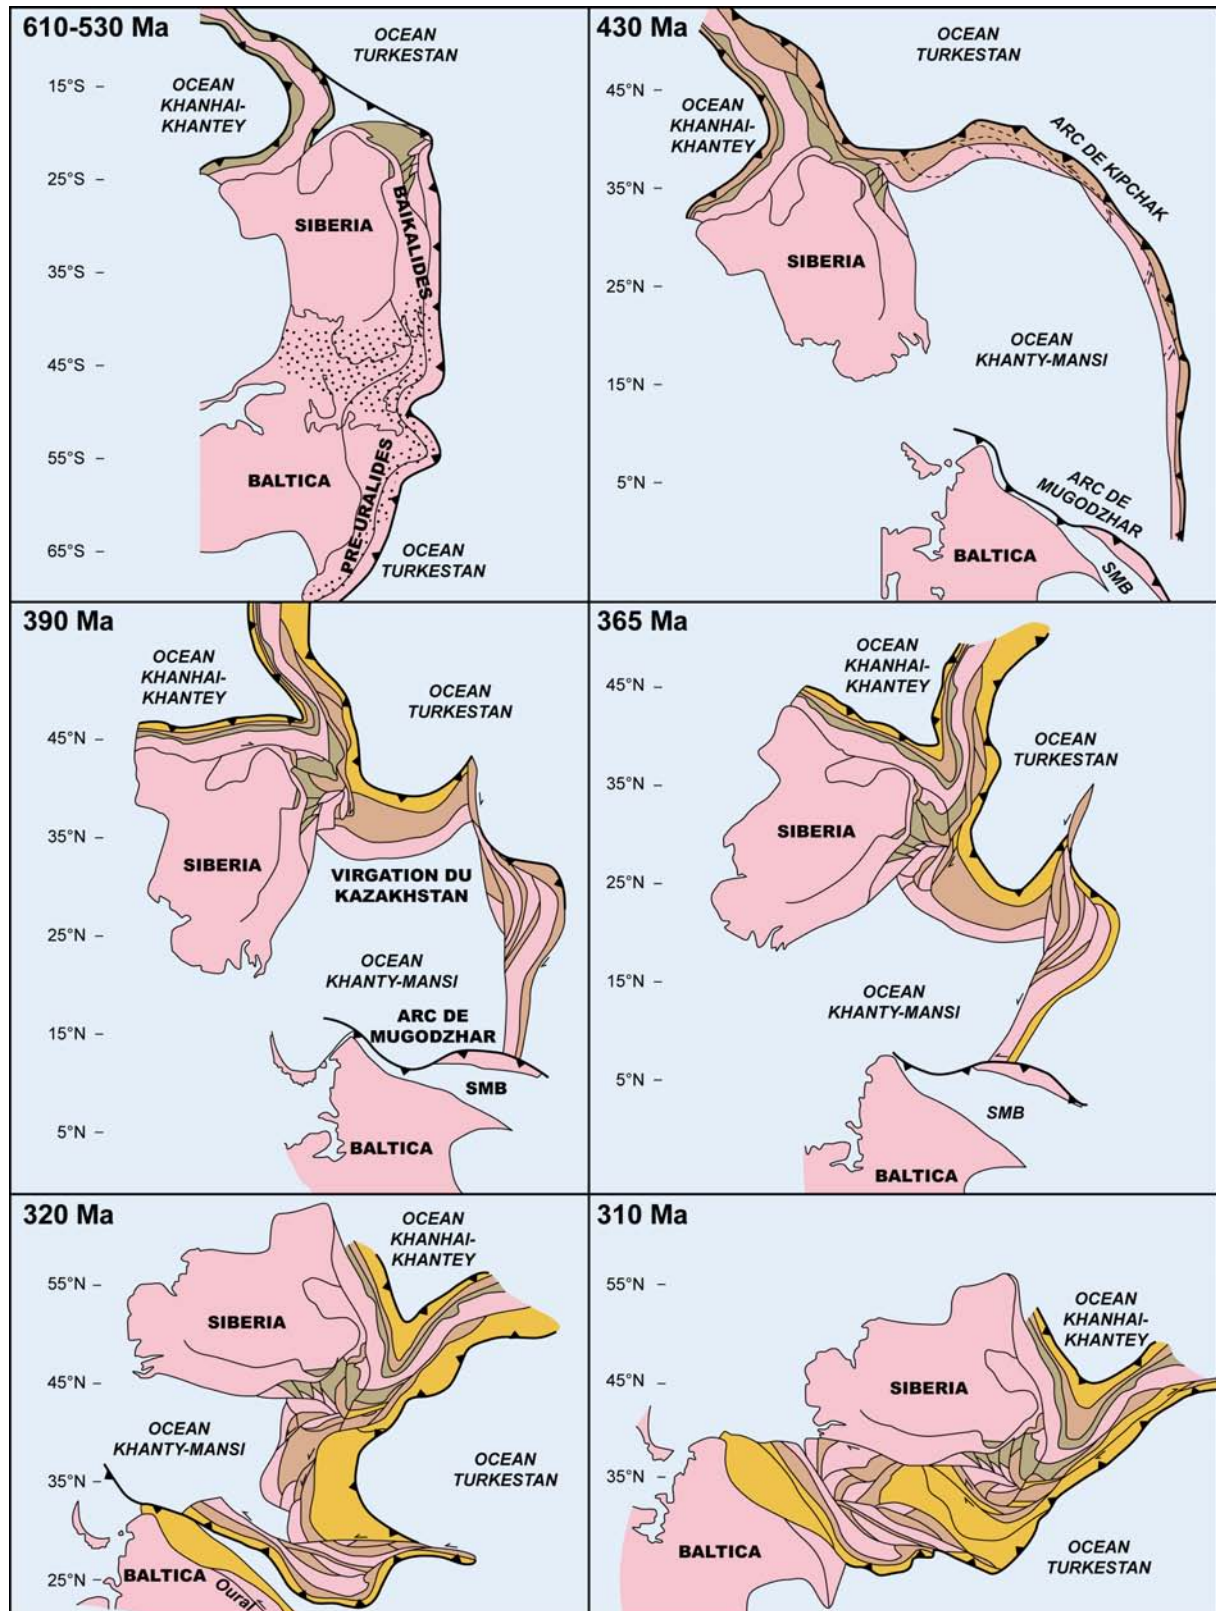 610-530 Ma
OCEAN
TURKESTAN
OCEAN
KHANHAI-
KHANTEY
15°S
25°S
35°S
45°S
55°S
65°S
SIBERIA
BAIKALIDES
BALTICA
PRE-URALIDES
OCEAN
TURKESTAN
430 Ma
OCEAN
TURKESTAN
OCEAN
KHANHAI-
KHANTEY
45°N
35°N
25°N
15°N
5°N
ARC DE KIPCHAK
SIBERIA
OCEAN
KHANTY-MANSI
ARC DE
MUGODZHAR
BALTICA
SMB
390 Ma
OCEAN
KHANHAI-
KHANTEY
OCEAN
TURKESTAN
45°N
35°N
25°N
15°N
5°N
SIBERIA
VIRGATION DU
KAZAKHSTAN
OCEAN
KHANTY-MANSI
ARC DE
MUGODZHAR
SMB
BALTICA
365 Ma
OCEAN
KHANHAI-
KHANTEY
45°N
35°N
25°N
15°N
5°N
OCEAN
TURKESTAN
SIBERIA
OCEAN
KHANTY-MANSI
SMB
BALTICA
320 Ma
OCEAN
KHANHAI-
KHANTEY
55°N
45°N
35°N
25°N
SIBERIA
OCEAN
KHANTY-MANSI
OCEAN
TURKESTAN
BALTICA
Oural
310 Ma
OCEAN
KHANHAI-
KHANTEY
55°N
45°N
35°N
25°N
SIBERIA
BALTICA
OCEAN
TURKESTAN